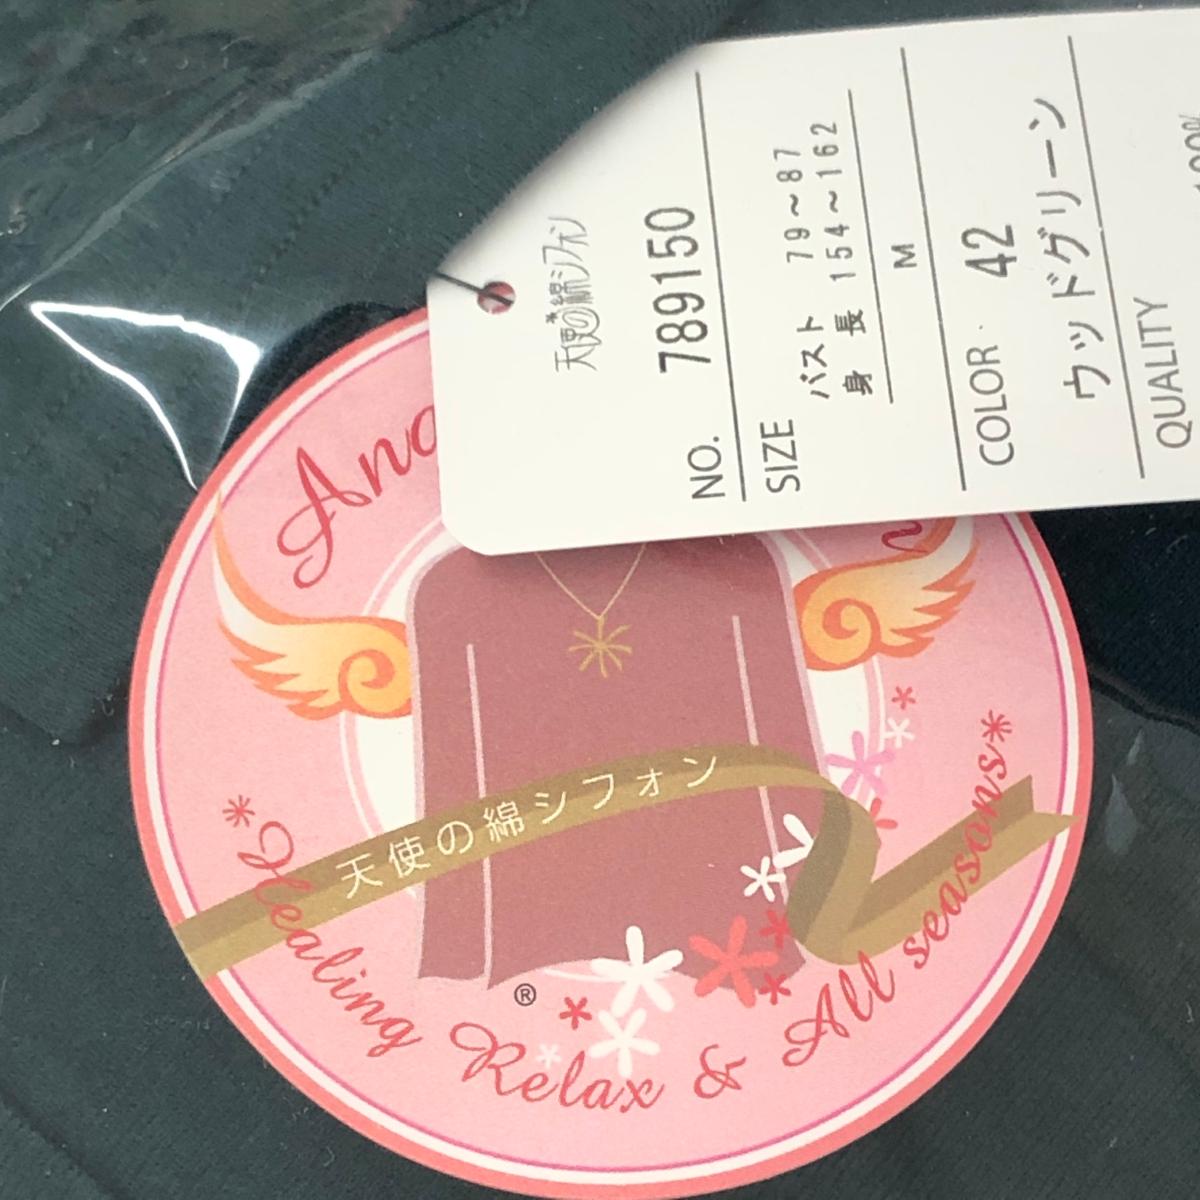 天使の綿シフォン
NO. 789150
SIZE
バスト 79～87
身長 154～162
M
COLOR 42
ウッドグリーン
QUALITY
天使の綿シフォン
®
*Healing Relax & All seasons*